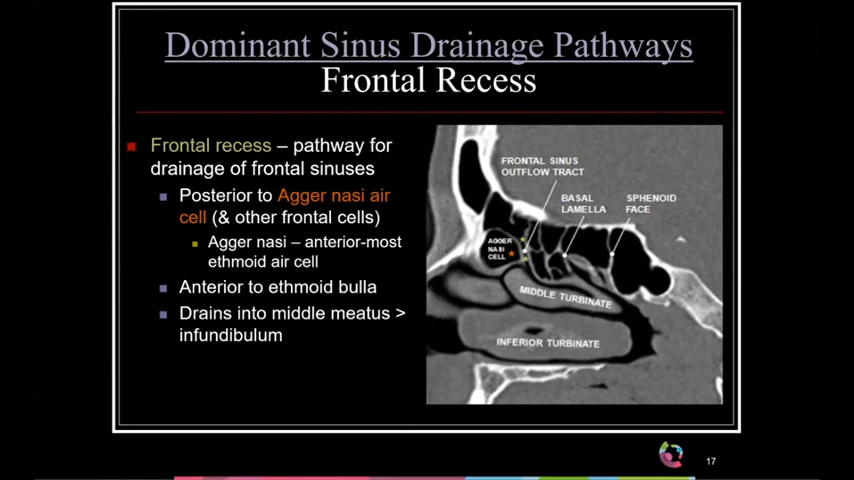 Dominant Sinus Drainage Pathways
Frontal Recess
Frontal recess – pathway for
drainage of frontal sinuses
Posterior to Agger nasi air
cell (& other frontal cells)
Agger nasi – anterior-most
ethmoid air cell
Anterior to ethmoid bulla
Drains into middle meatus >
infundibulum
FRONTAL SINUS
OUTFLOW TRACT
BASAL
LAMELLA
SPHENOID
FACE
AGGER
NASI
CELL
MIDDLE TURBINATE
INFERIOR TURBINATE
17